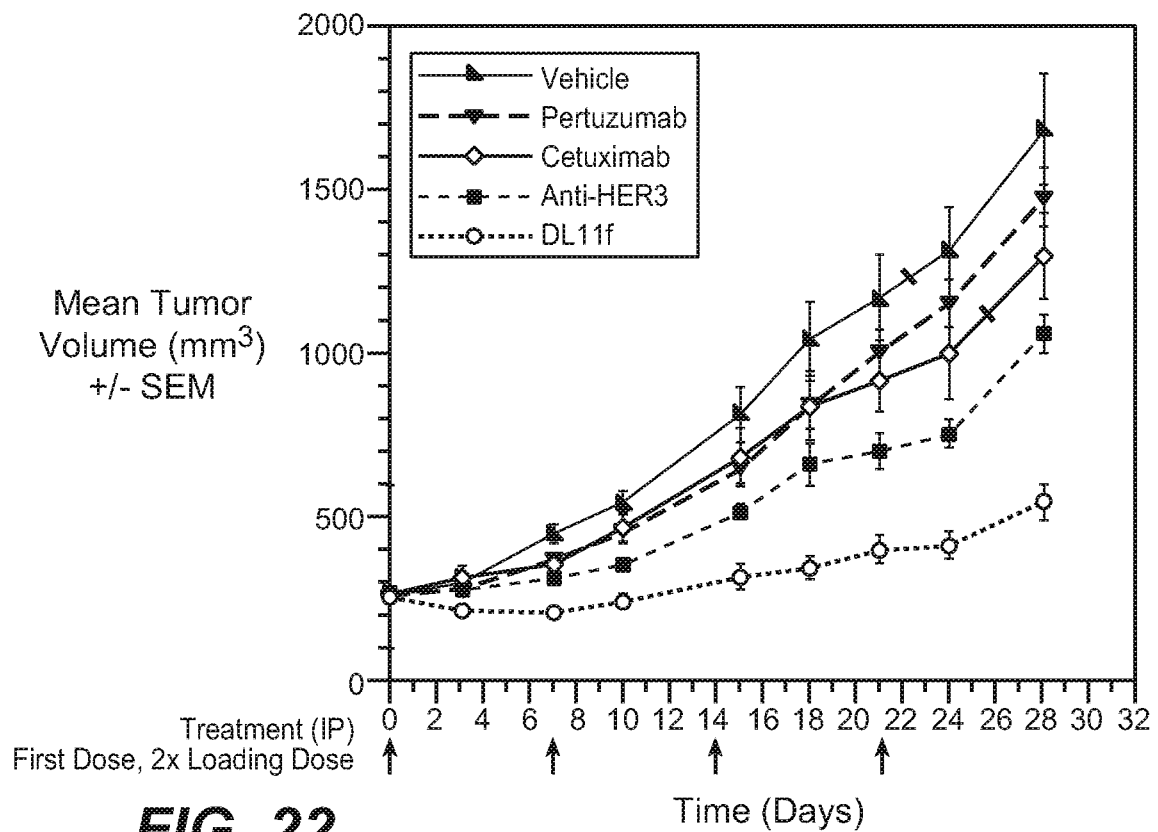 2000
1500
1000
500
0
Vehicle
Pertuzumab
Cetuximab
Anti-HER3
DL11f
Mean Tumor
Volume (mm³)
+/- SEM
0 2 4 6 8 10 12 14 16 18 20 22 24 26 28 30 32
Treatment (IP)
First Dose, 2x Loading Dose
Time (Days)
FIG. 22